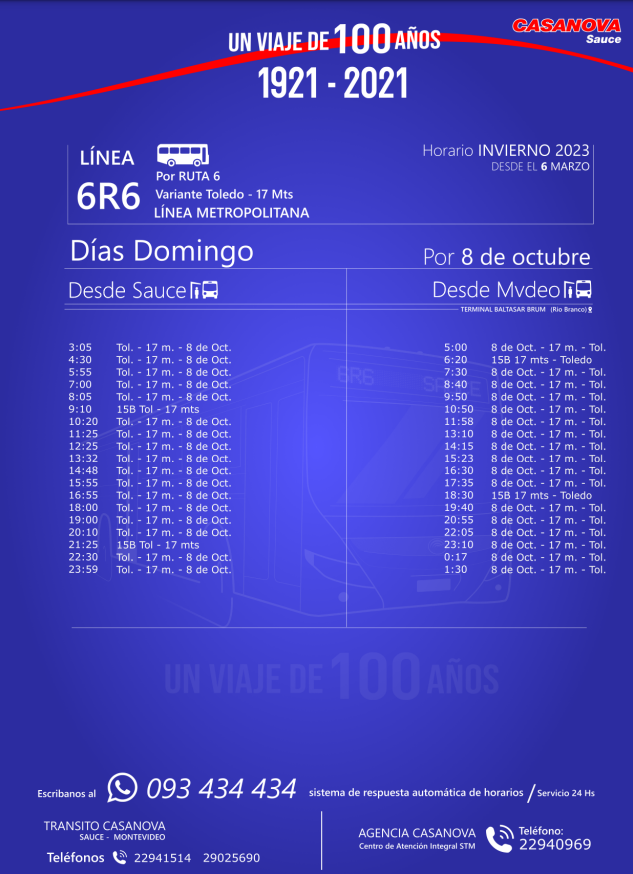 UN VIAJE DE 100 AÑOS
1921 - 2021
CASANOVA
Sauce
LÍNEA
6R6
Por RUTA 6
Variante Toledo - 17 Mts
LÍNEA METROPOLITANA
Horario INVIERNO 2023
DESDE EL 6 MARZO
Días Domingo
Por 8 de octubre
Desde Sauce
Desde Mvdeo
TERMINAL BALTASAR BRUM (Rio Branco)
3:05 Tol. - 17 m. - 8 de Oct.
4:30 Tol. - 17 m. - 8 de Oct.
5:55 Tol. - 17 m. - 8 de Oct.
7:00 Tol. - 17 m. - 8 de Oct.
8:05 Tol. - 17 m. - 8 de Oct.
9:10 15B Tol - 17 mts
10:20 Tol. - 17 m. - 8 de Oct.
11:25 Tol. - 17 m. - 8 de Oct.
12:25 Tol. - 17 m. - 8 de Oct.
13:32 Tol. - 17 m. - 8 de Oct.
14:48 Tol. - 17 m. - 8 de Oct.
15:55 Tol. - 17 m. - 8 de Oct.
16:55 Tol. - 17 m. - 8 de Oct.
18:00 Tol. - 17 m. - 8 de Oct.
19:00 Tol. - 17 m. - 8 de Oct.
20:10 Tol. - 17 m. - 8 de Oct.
21:25 15B Tol - 17 mts
22:30 Tol. - 17 m. - 8 de Oct.
23:59 Tol. - 17 m. - 8 de Oct.
5:00 8 de Oct. - 17 m. - Tol.
6:20 15B 17 mts - Toledo
7:30 8 de Oct. - 17 m. - Tol.
8:40 8 de Oct. - 17 m. - Tol.
9:50 8 de Oct. - 17 m. - Tol.
10:50 8 de Oct. - 17 m. - Tol.
11:58 8 de Oct. - 17 m. - Tol.
13:10 8 de Oct. - 17 m. - Tol.
14:15 8 de Oct. - 17 m. - Tol.
15:23 8 de Oct. - 17 m. - Tol.
16:30 8 de Oct. - 17 m. - Tol.
17:35 8 de Oct. - 17 m. - Tol.
18:30 15B 17 mts - Toledo
19:40 8 de Oct. - 17 m. - Tol.
20:55 8 de Oct. - 17 m. - Tol.
22:05 8 de Oct. - 17 m. - Tol.
23:10 8 de Oct. - 17 m. - Tol.
0:17 8 de Oct. - 17 m. - Tol.
1:30 8 de Oct. - 17 m. - Tol.
6R6 SAUCE
UN VIAJE DE 100 AÑOS
Escribanos al 093 434 434 sistema de respuesta automática de horarios / Servicio 24 Hs
TRANSITO CASANOVA
SAUCE - MONTEVIDEO
Teléfonos 22941514 29025690
AGENCIA CASANOVA
Centro de Atención Integral STM
Teléfono:
22940969